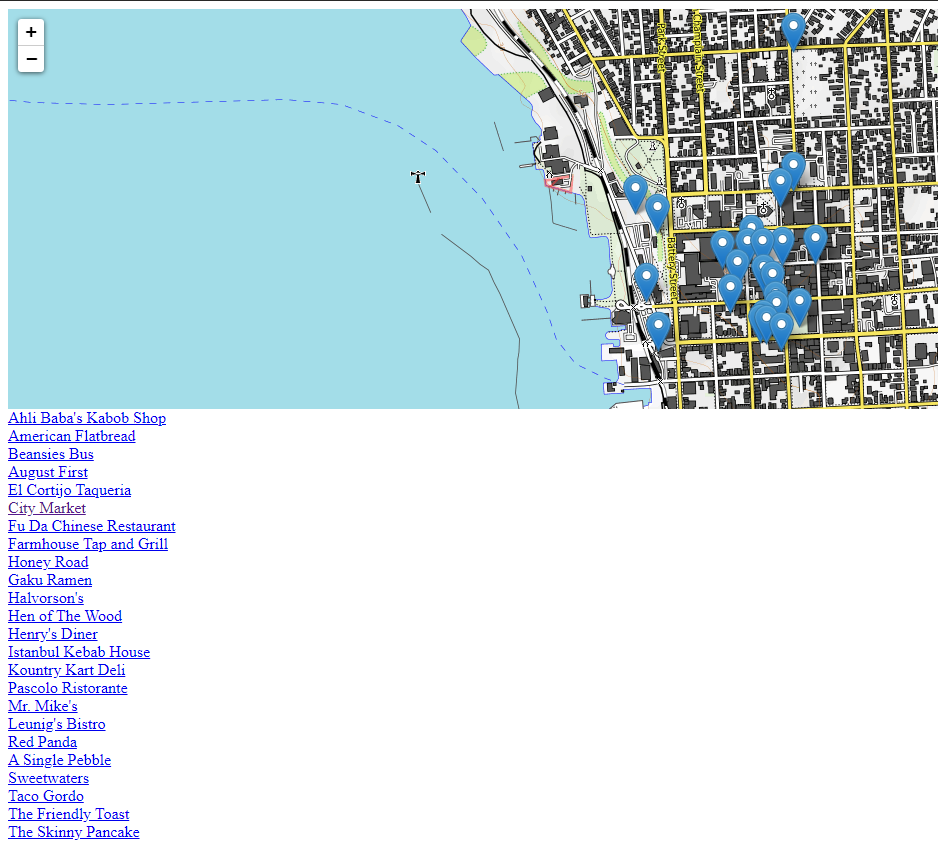 +
−
Park Street
Champlain Street
Battery Street
Ahli Baba's Kabob Shop
American Flatbread
Beansies Bus
August First
El Cortijo Taqueria
City Market
Fu Da Chinese Restaurant
Farmhouse Tap and Grill
Honey Road
Gaku Ramen
Halvorson's
Hen of The Wood
Henry's Diner
Istanbul Kebab House
Kountry Kart Deli
Pascolo Ristorante
Mr. Mike's
Leunig's Bistro
Red Panda
A Single Pebble
Sweetwaters
Taco Gordo
The Friendly Toast
The Skinny Pancake